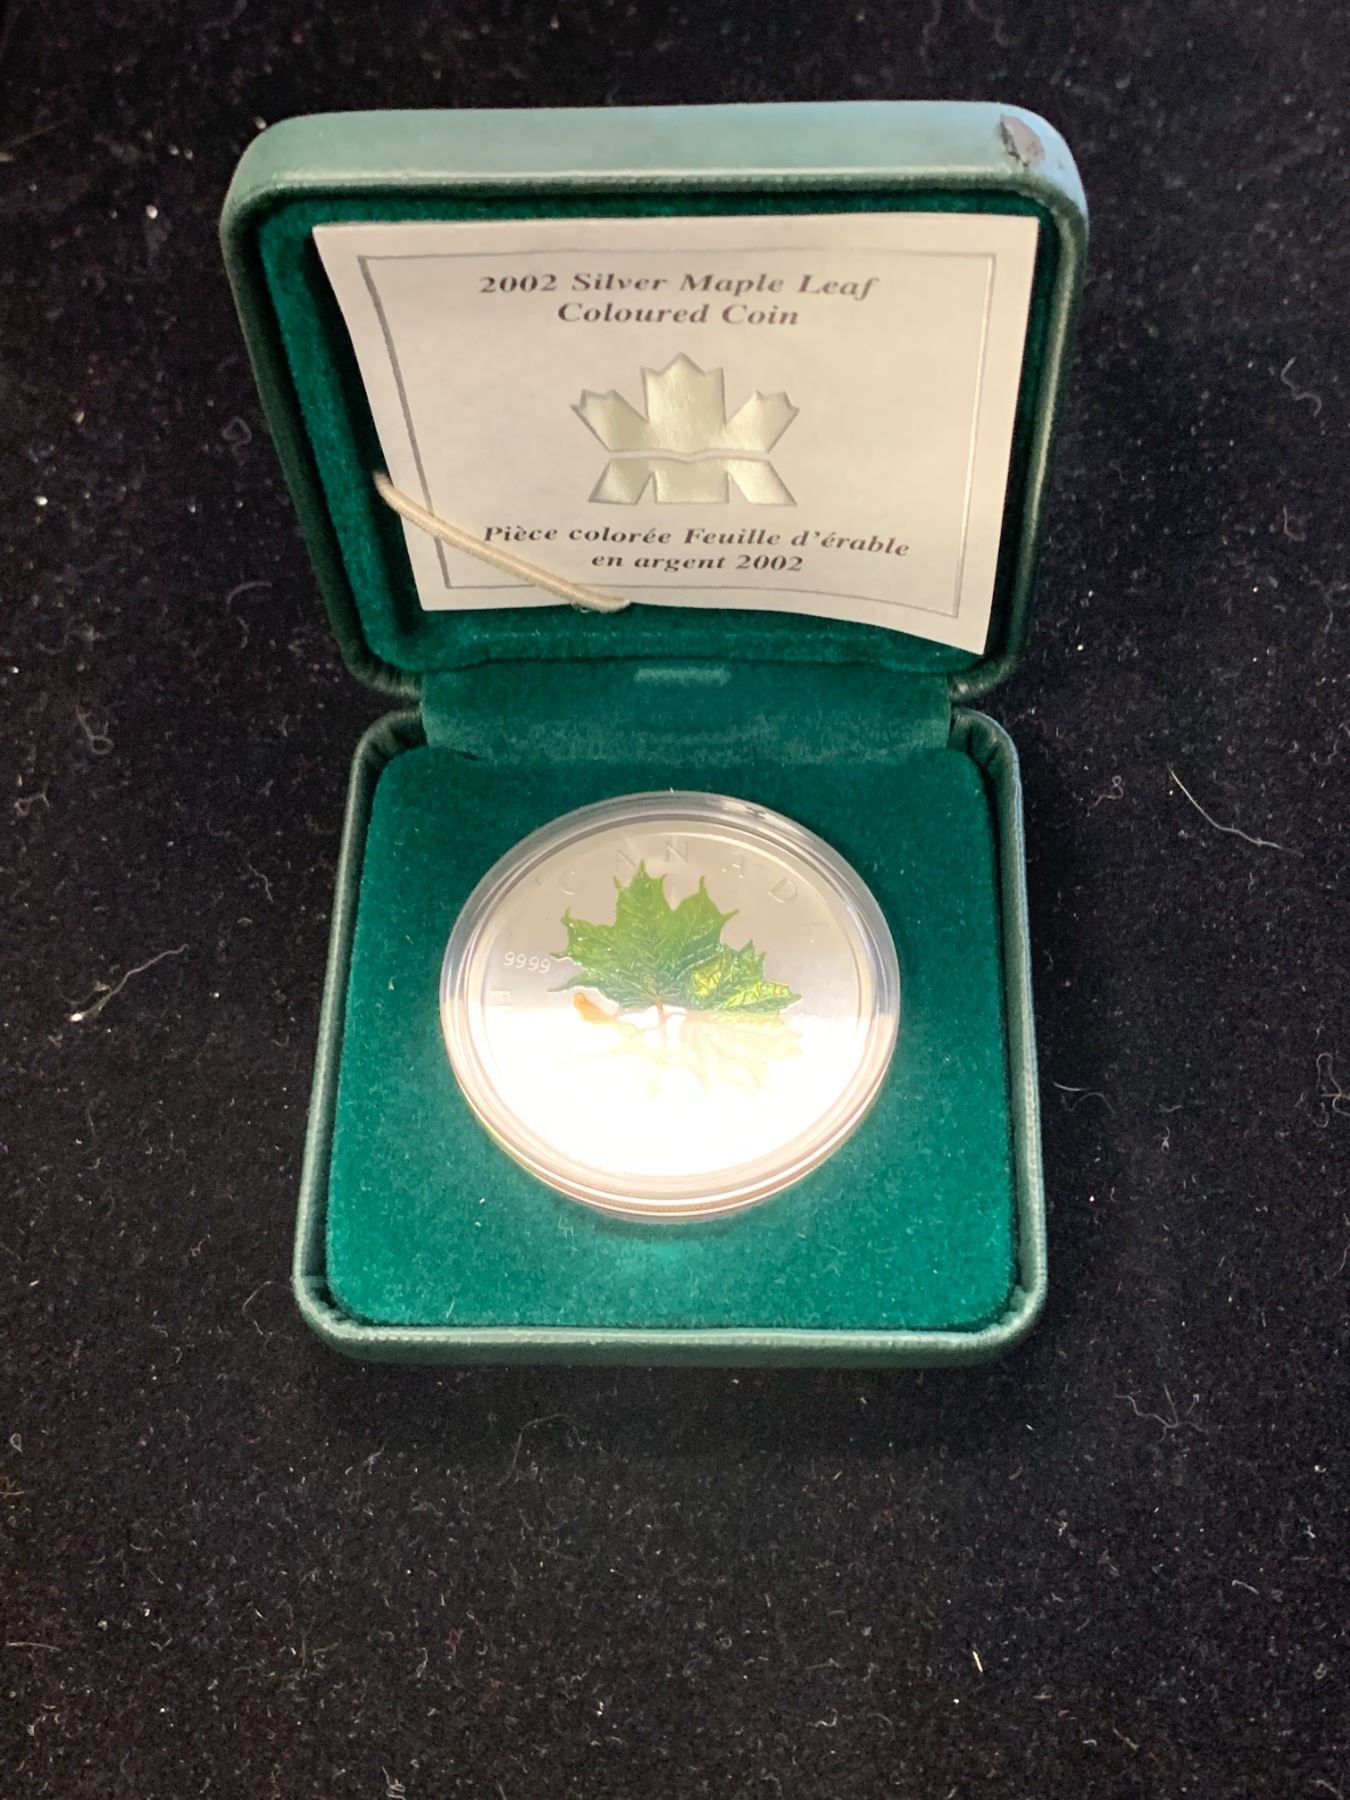 2002 Silver Maple Leaf
Coloured Coin
Pièce colorée Feuille d'érable
en argent 2002
CANADA
9999